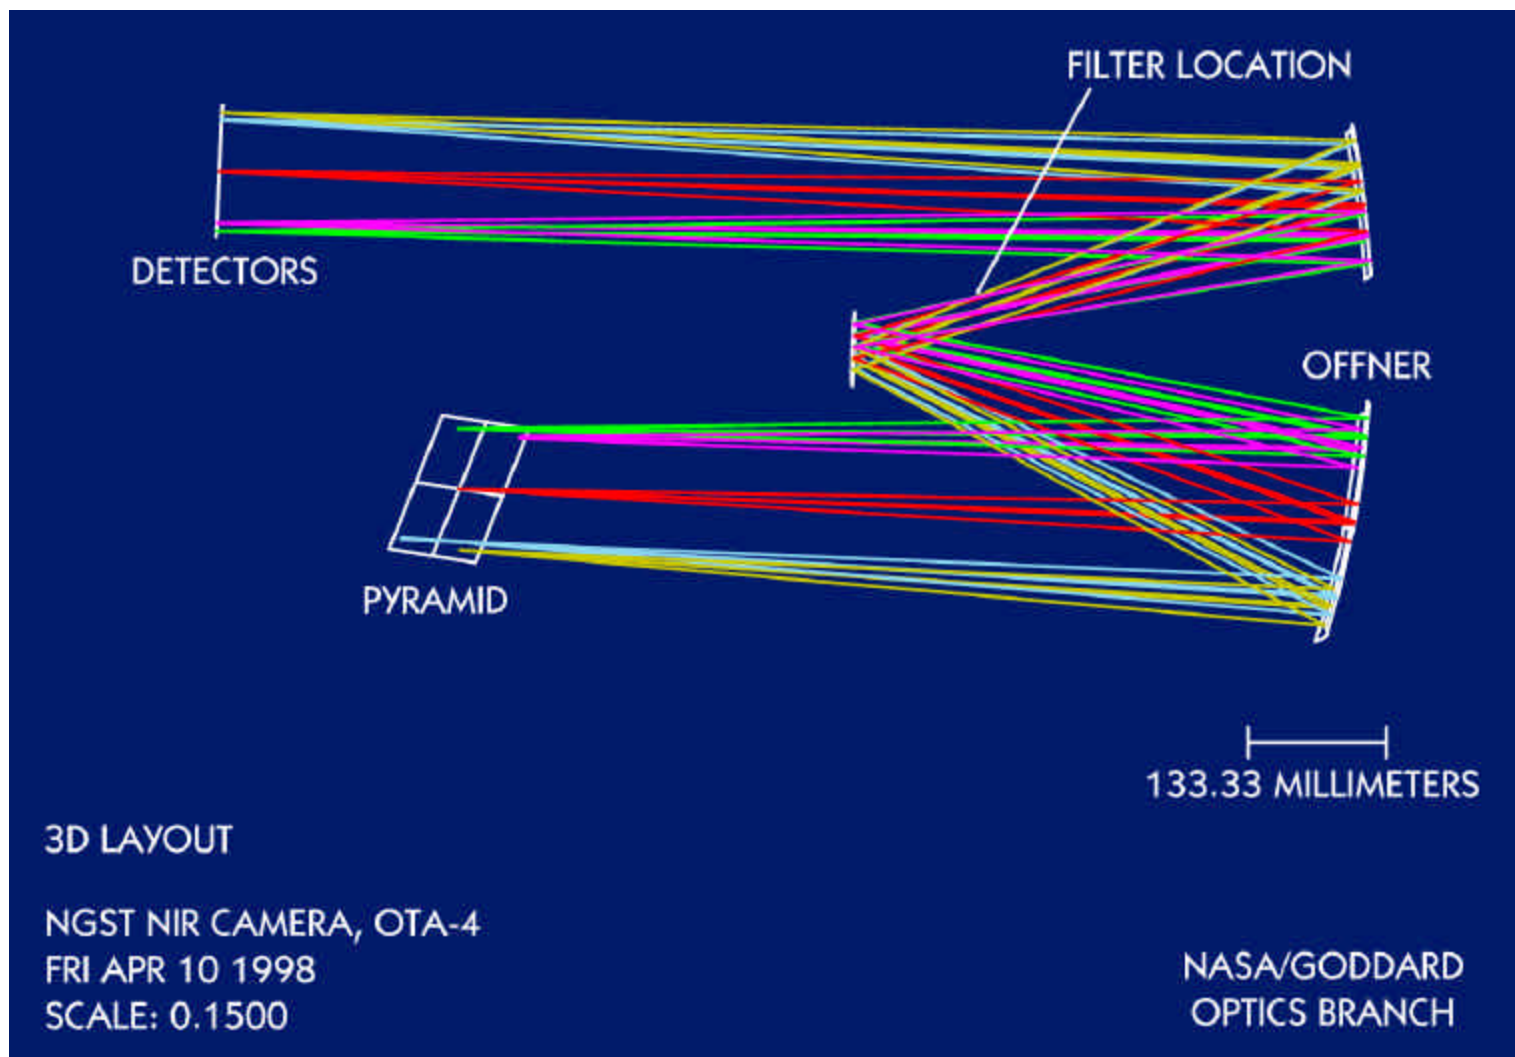 FILTER LOCATION
DETECTORS
OFFNER
PYRAMID
133.33 MILLIMETERS
3D LAYOUT
NGST NIR CAMERA, OTA-4
FRI APR 10 1998
SCALE: 0.1500
NASA/GODDARD
OPTICS BRANCH